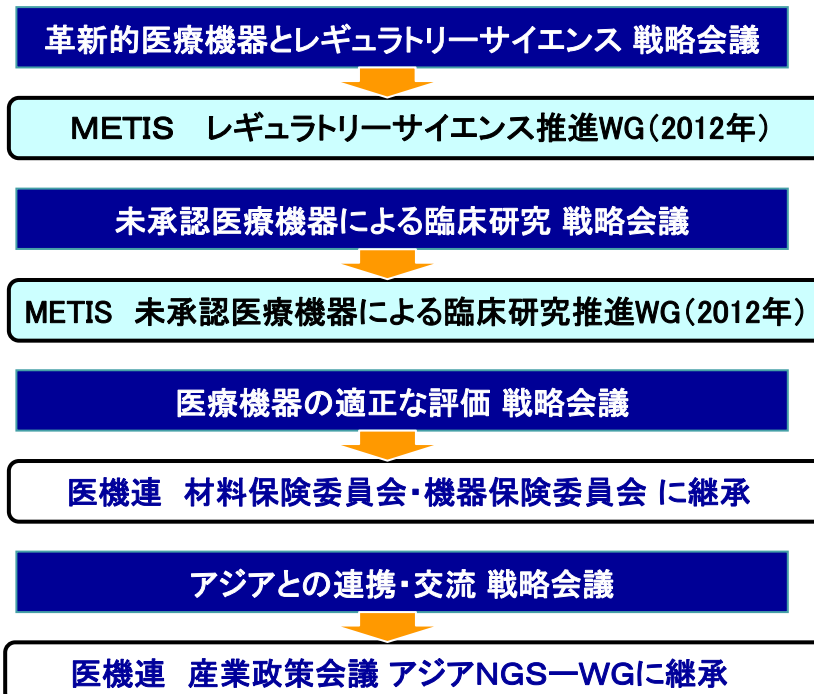 革新的医療機器とレギュラトリーサイエンス 戦略会議
METIS レギュラトリーサイエンス推進WG(2012年)
未承認医療機器による臨床研究 戦略会議
METIS 未承認医療機器による臨床研究推進WG(2012年)
医療機器の適正な評価 戦略会議
医機連 材料保険委員会・機器保険委員会 に継承
アジアとの連携・交流 戦略会議
医機連 産業政策会議 アジアNGS－WGに継承